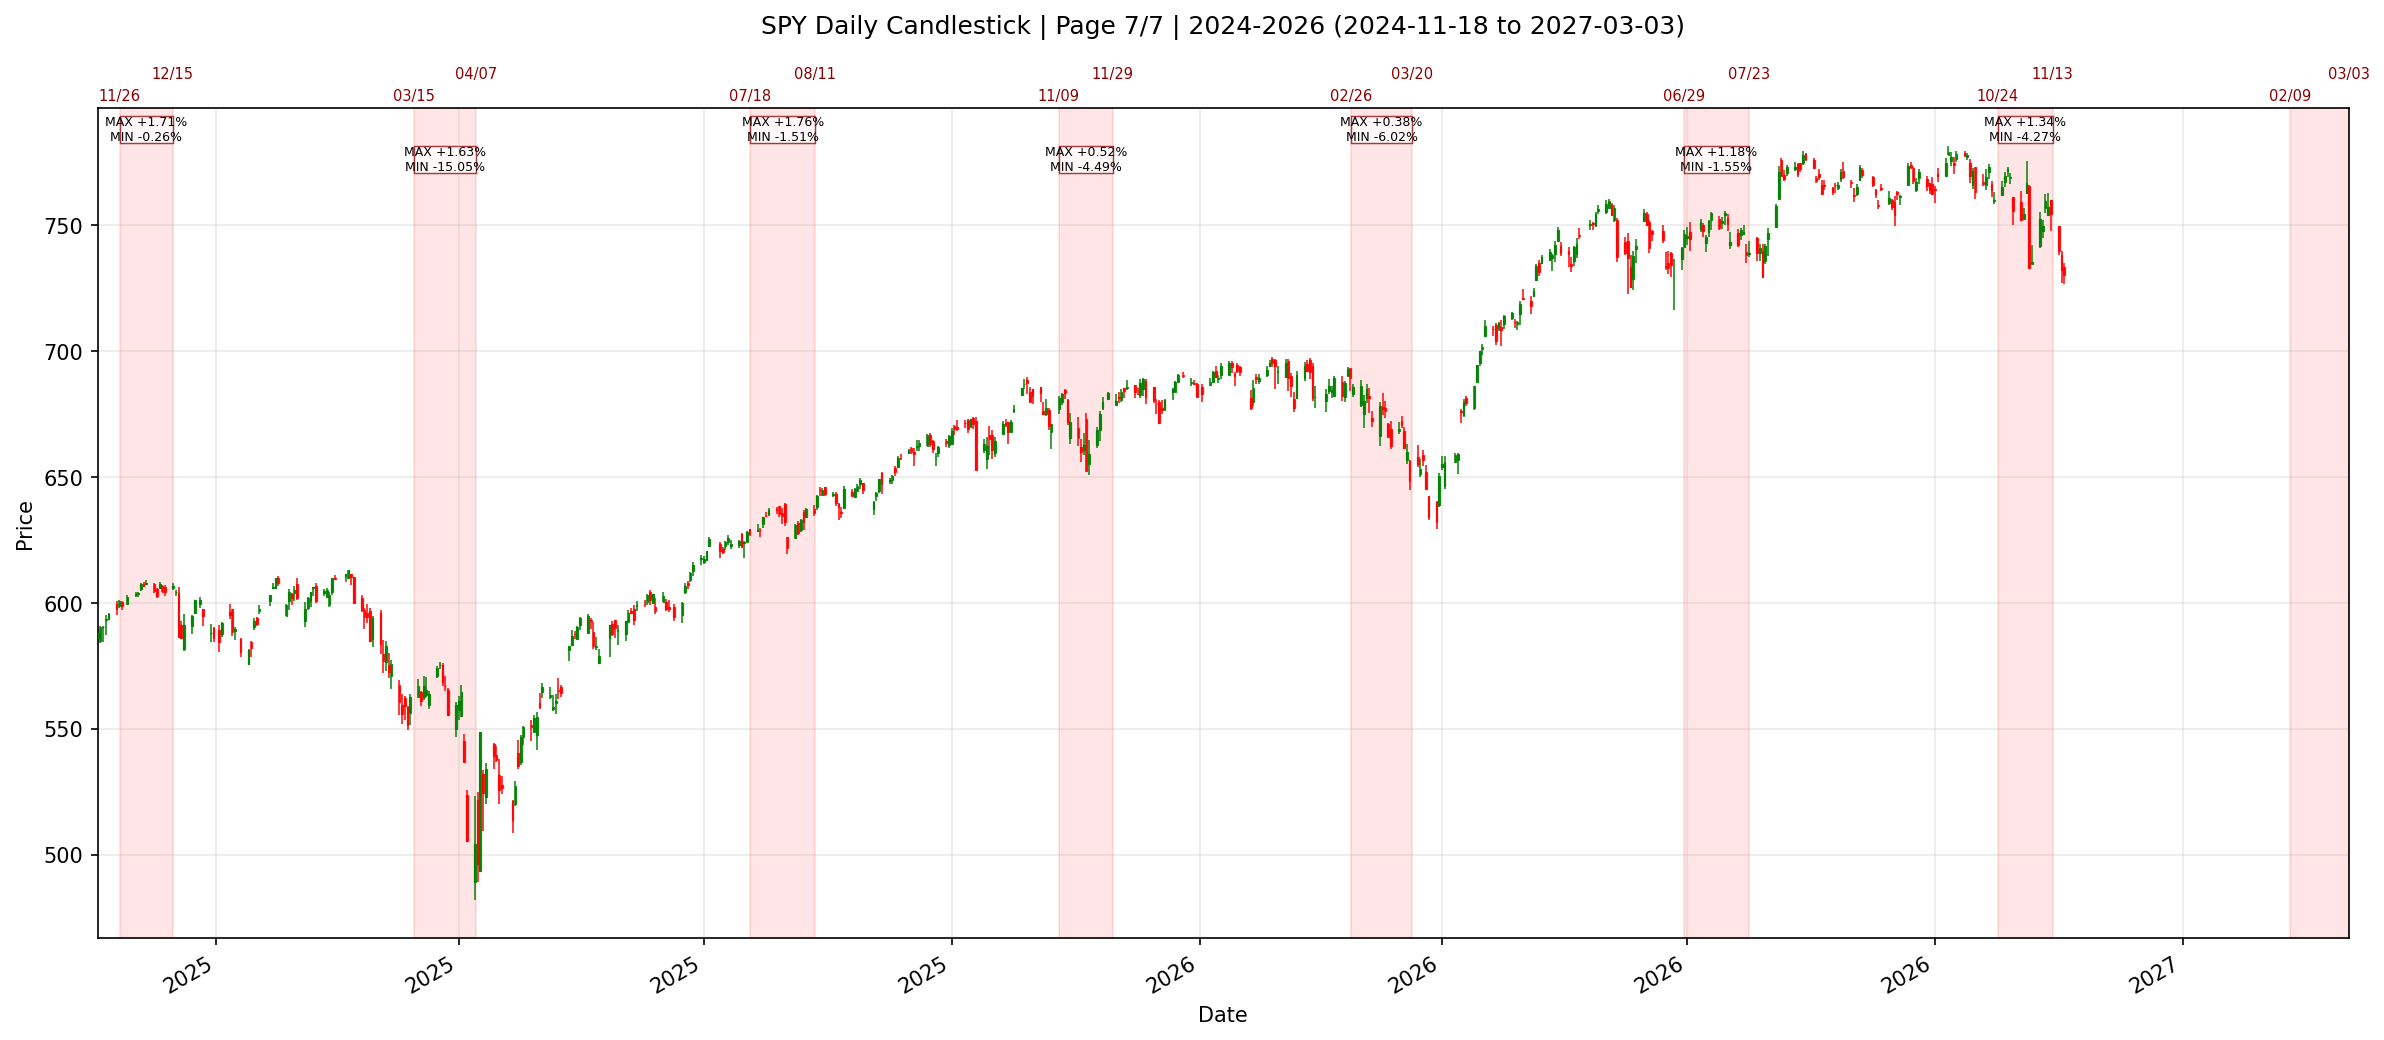 SPY Daily Candlestick | Page 7/7 | 2024-2026 (2024-11-18 to 2027-03-03)
12/15 04/07 08/11 11/29 03/20 07/23 11/13 03/03
11/26 03/15 07/18 11/09 02/26 06/29 10/24 02/09
MAX +1.71%
MIN -0.26%
MAX +1.63%
MIN -15.05%
MAX +1.76%
MIN -1.51%
MAX +0.52%
MIN -4.49%
MAX +0.38%
MIN -6.02%
MAX +1.18%
MIN -1.55%
MAX +1.34%
MIN -4.27%
750
700
650
600
550
500
Price
2025 2025 2025 2025 2026 2026 2026 2026 2027
Date